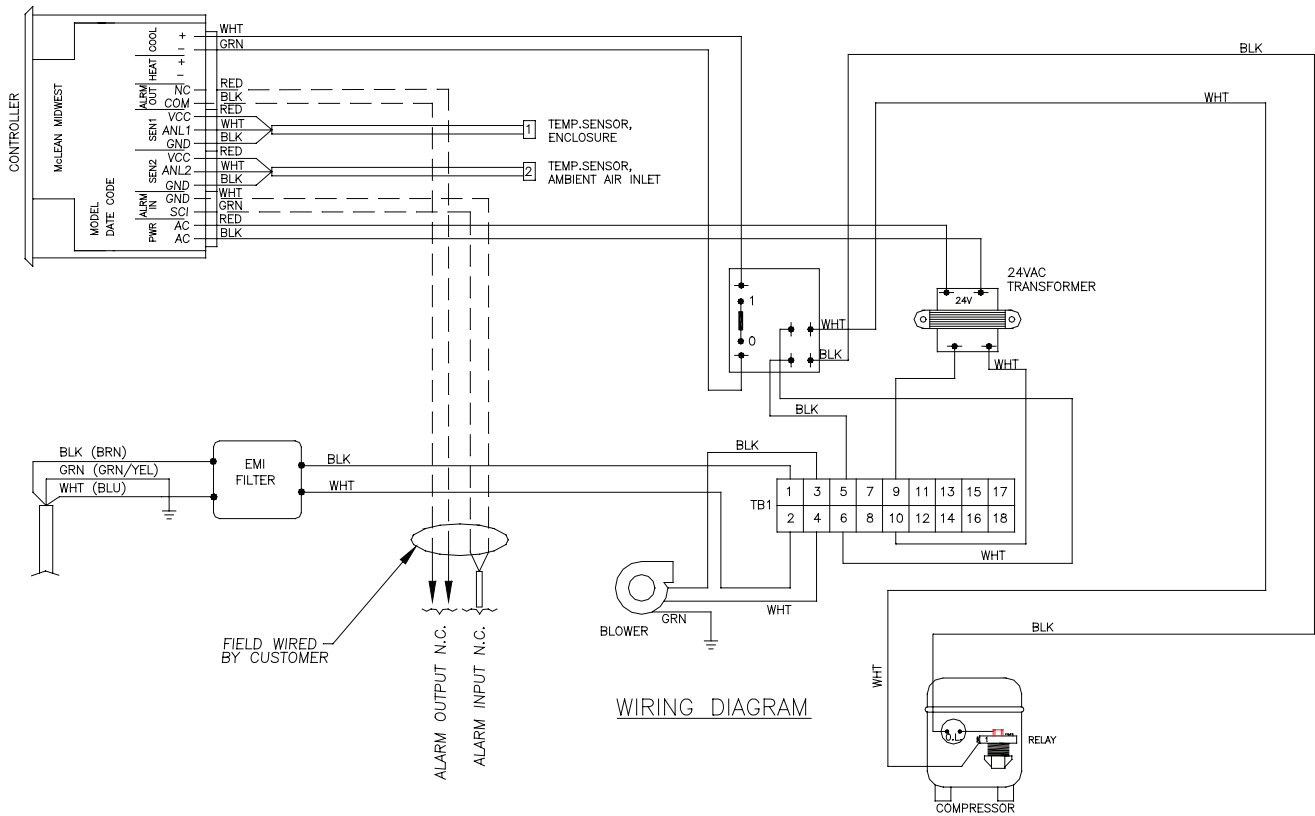 CONTROLLER
McLEAN MIDWEST
MODEL
DATE CODE
COOL
+
−
HEAT
+
−
ALRM
OUT
NC
COM
SEN1
VCC
ANL1
GND
SEN2
VCC
ANL2
GND
ALRM
IN
GND
SCI
PWR
AC
AC
WHT
GRN
RED
BLK
RED
WHT
BLK
RED
WHT
BLK
WHT
GRN
RED
BLK
1
TEMP.SENSOR,
ENCLOSURE
2
TEMP.SENSOR,
AMBIENT AIR INLET
BLK
WHT
1
0
WHT
BLK
24VAC
TRANSFORMER
24V
WHT
BLK
BLK
BLK (BRN)
GRN (GRN/YEL)
WHT (BLU)
EMI
FILTER
BLK
WHT
TB1
1 3 5 7 9 11 13 15 17
2 4 6 8 10 12 14 16 18
WHT
BLOWER
GRN
WHT
FIELD WIRED
BY CUSTOMER
ALARM OUTPUT N.C.
ALARM INPUT N.C.
WIRING DIAGRAM
WHT
BLK
O.L.
RELAY
COMPRESSOR